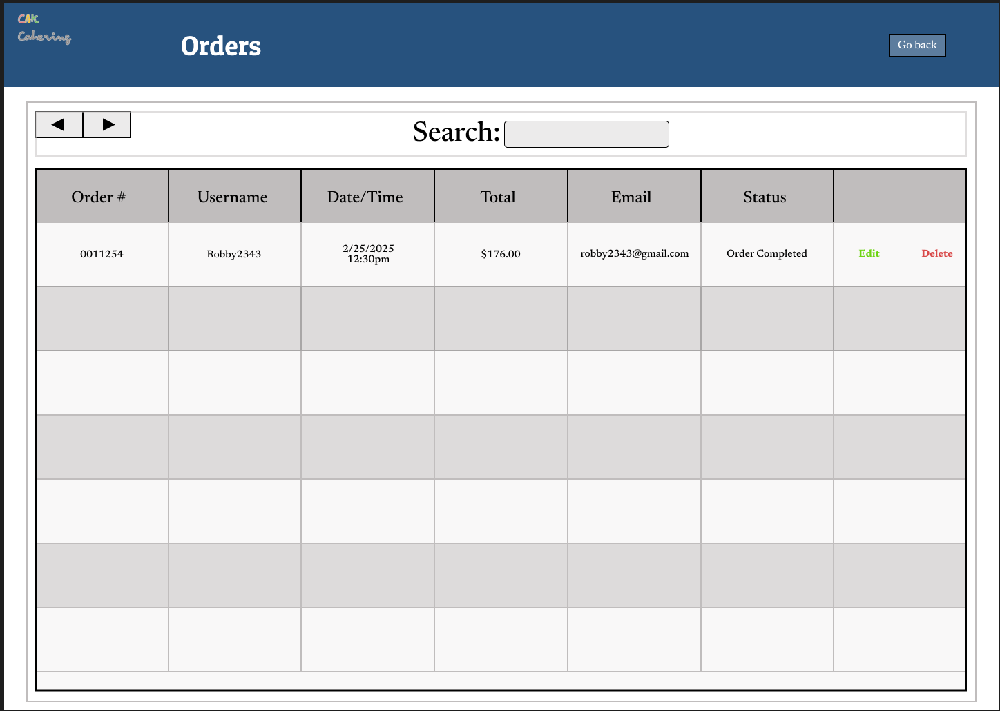 CAK
Catering
Orders
Go back
◀ ▶
Search:
Order # Username Date/Time Total Email Status
0011254 Robby2343 2/25/2025 12:30pm $176.00 robby2343@gmail.com Order Completed Edit Delete